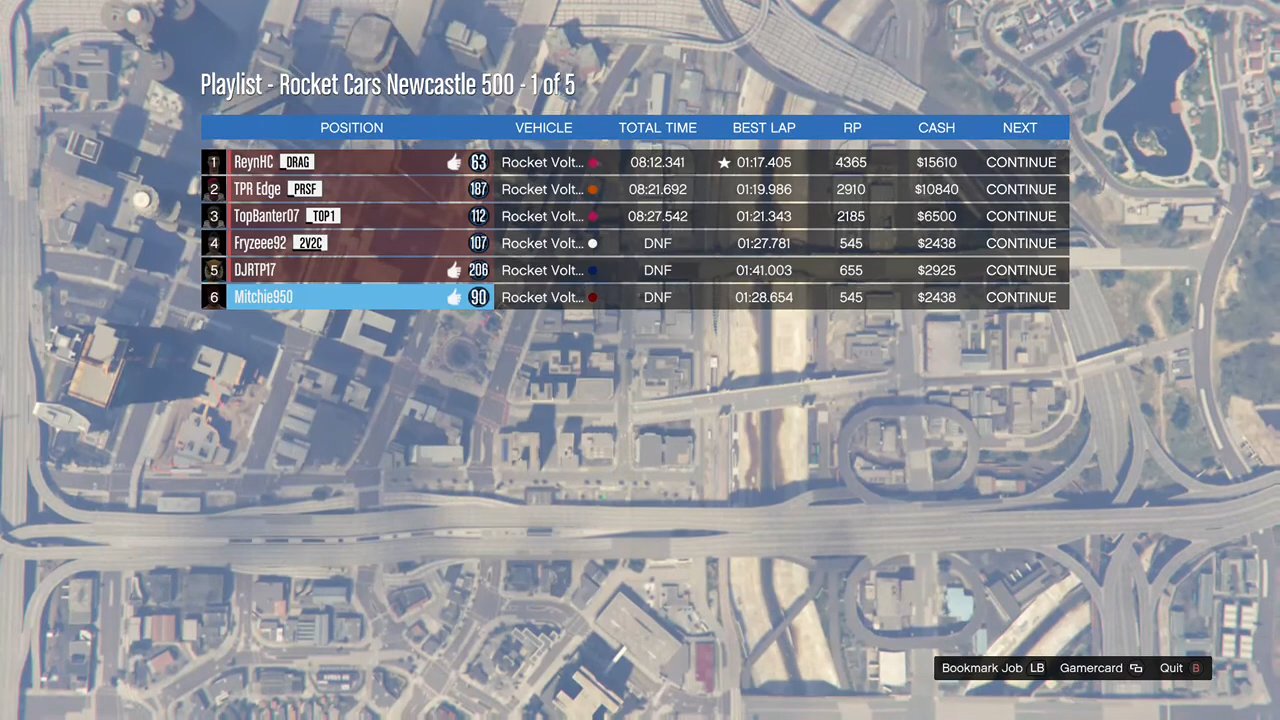 Playlist - Rocket Cars Newcastle 500 - 1 of 5
POSITION VEHICLE TOTAL TIME BEST LAP RP CASH NEXT
1 ReynHC DRAG 63 Rocket Volt... 08:12.341 01:17.405 4365 $15610 CONTINUE
2 TPR Edge PRSF 187 Rocket Volt... 08:21.692 01:19.986 2910 $10840 CONTINUE
3 TopBanter07 TOP1 112 Rocket Volt... 08:27.542 01:21.343 2185 $6500 CONTINUE
4 Fryzeee92 2V2C 107 Rocket Volt... DNF 01:27.781 545 $2438 CONTINUE
5 DJRTP17 206 Rocket Volt... DNF 01:41.003 655 $2925 CONTINUE
6 Mitchie950 90 Rocket Volt... DNF 01:28.654 545 $2438 CONTINUE
Bookmark Job LB Gamercard Quit B